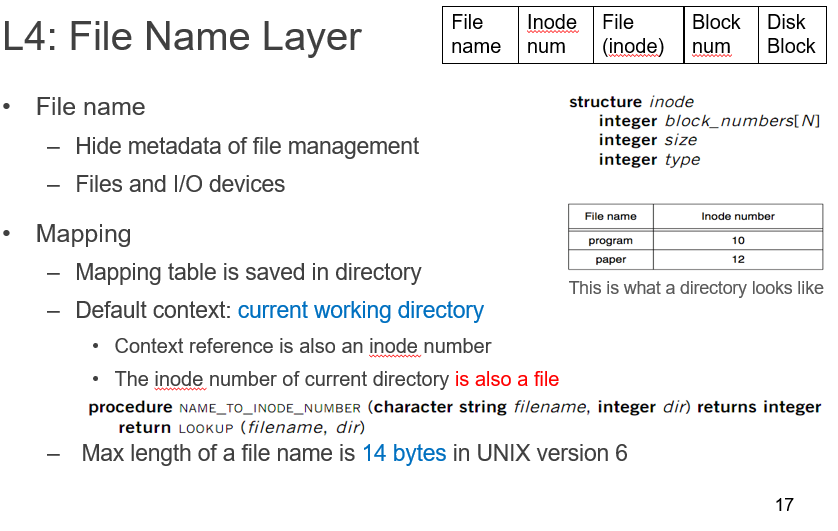 L4: File Name Layer
File name
Inode num
File (inode)
Block num
Disk Block
• File name
– Hide metadata of file management
– Files and I/O devices
• Mapping
– Mapping table is saved in directory
– Default context: current working directory
• Context reference is also an inode number
• The inode number of current directory is also a file
procedure NAME_TO_INODE_NUMBER (character string filename, integer dir) returns integer
return LOOKUP (filename, dir)
– Max length of a file name is 14 bytes in UNIX version 6
structure inode
integer block_numbers[N]
integer size
integer type
File name Inode number
program 10
paper 12
This is what a directory looks like
17